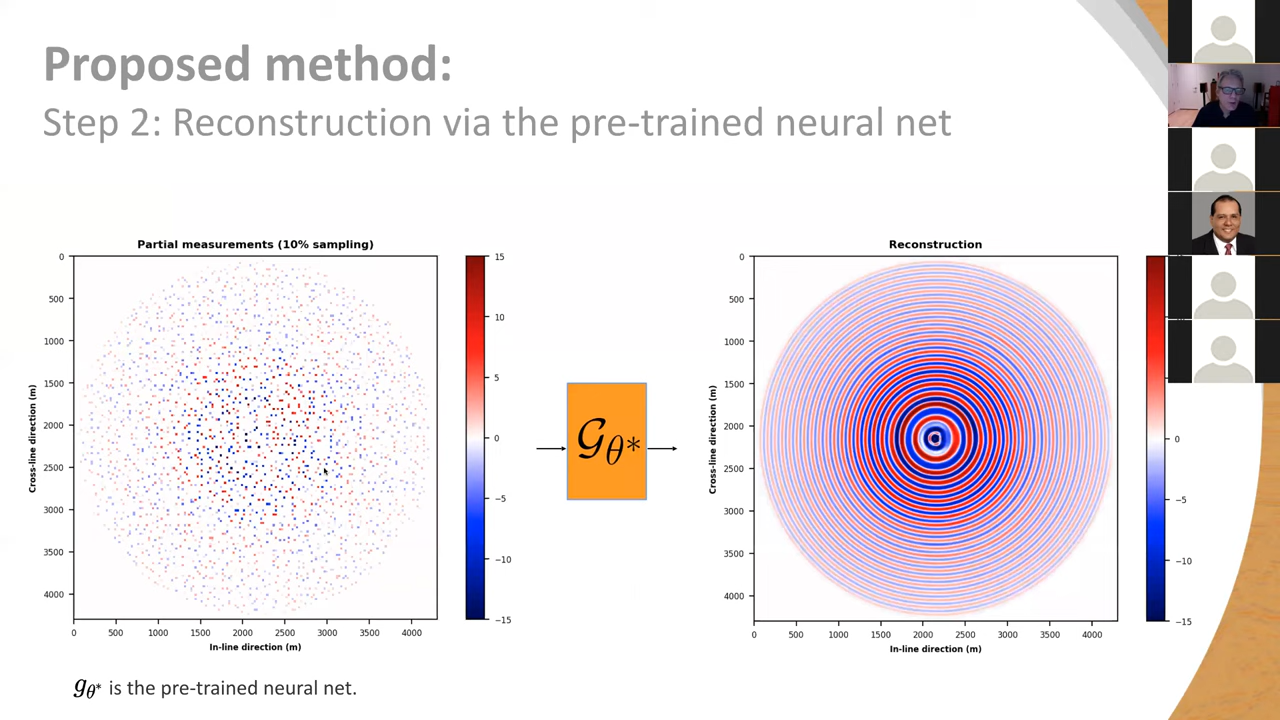 Proposed method:
Step 2: Reconstruction via the pre-trained neural net
Partial measurements (10% sampling)
0
500
1000
1500
2000
2500
3000
3500
4000
Cross-line direction (m)
0 500 1000 1500 2000 2500 3000 3500 4000
In-line direction (m)
15
10
5
0
−5
−10
−15
𝒢θ*
Reconstruction
0
500
1000
1500
2000
2500
3000
3500
4000
Cross-line direction (m)
0 500 1000 1500 2000 2500 3000 3500 4000
In-line direction (m)
0
−5
−10
−15
gθ* is the pre-trained neural net.